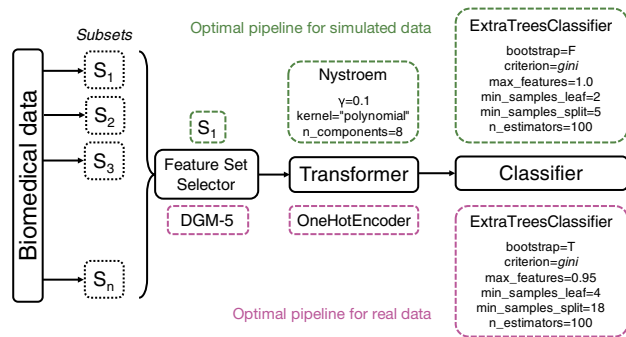 Subsets
Optimal pipeline for simulated data
Biomedical data
S1
S2
S3
Sn
S1
Feature Set
Selector
DGM-5
Nystroem
γ=0.1
kernel="polynomial"
n_components=8
Transformer
OneHotEncoder
ExtraTreesClassifier
bootstrap=F
criterion=gini
max_features=1.0
min_samples_leaf=2
min_samples_split=5
n_estimators=100
Classifier
ExtraTreesClassifier
bootstrap=T
criterion=gini
max_features=0.95
min_samples_leaf=4
min_samples_split=18
n_estimators=100
Optimal pipeline for real data